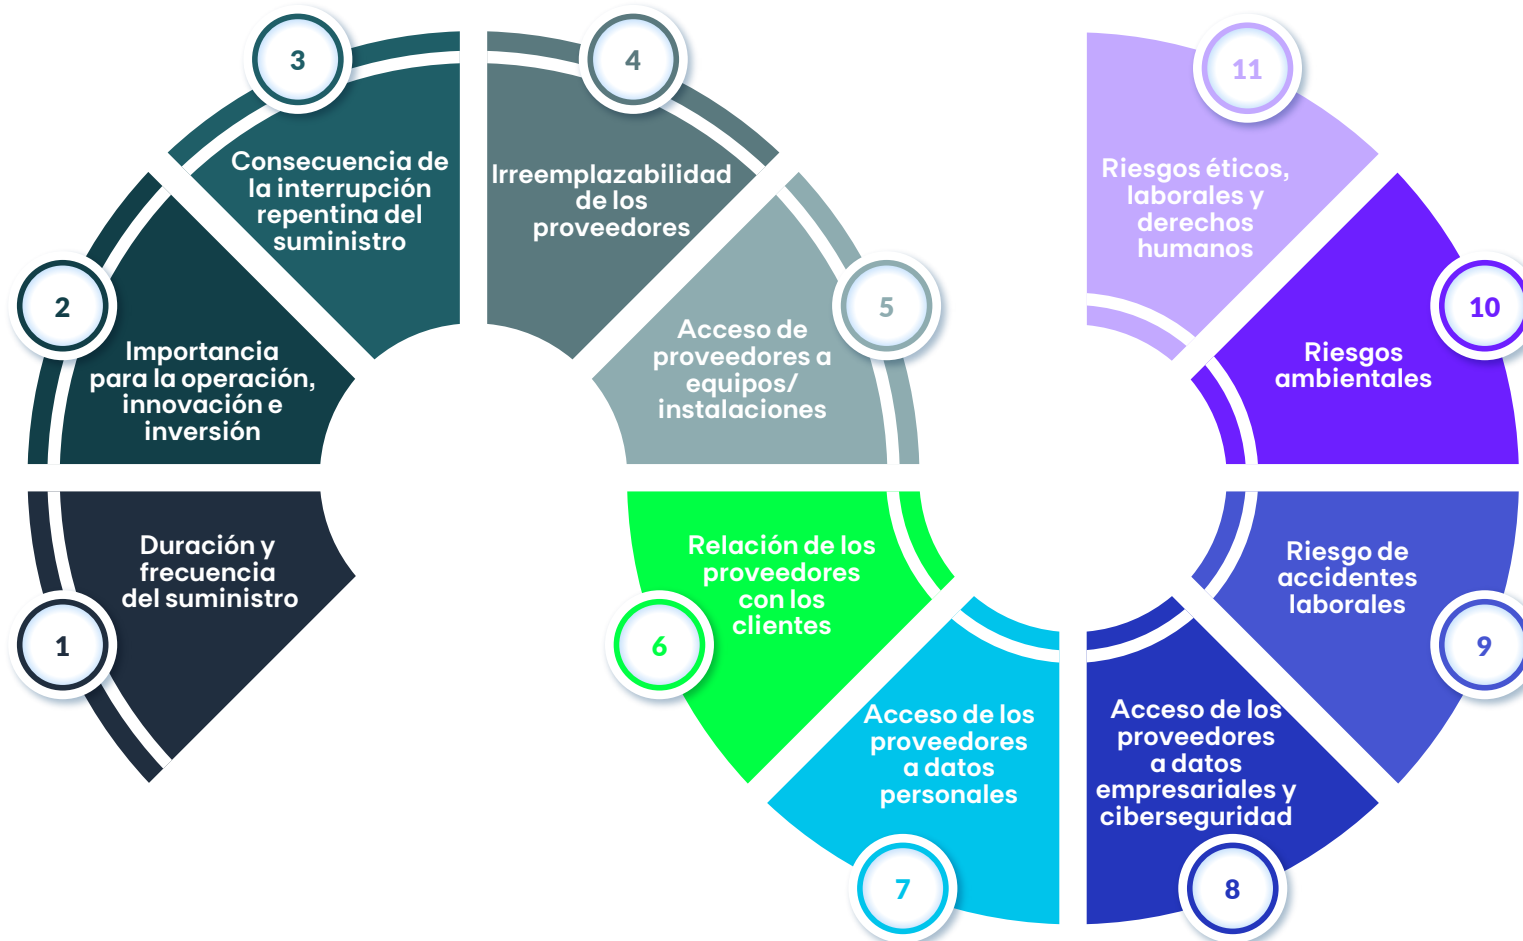 1
Duración y
frecuencia
del suministro
2
Importancia
para la operación,
innovación e
inversión
3
Consecuencia de
la interrupción
repentina del
suministro
4
Irreemplazabilidad
de los
proveedores
5
Acceso de
proveedores a
equipos/
instalaciones
6
Relación de los
proveedores
con los
clientes
7
Acceso de los
proveedores
a datos
personales
8
Acceso de los
proveedores
a datos
empresariales y
ciberseguridad
9
Riesgo de
accidentes
laborales
10
Riesgos
ambientales
11
Riesgos éticos,
laborales y
derechos
humanos